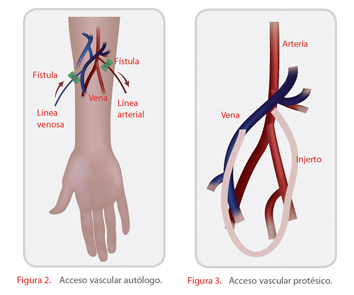 Fístula
Fístula
Vena
Línea
venosa
Línea
arterial
Figura 2. Acceso vascular autólogo.
Arteria
Vena
Injerto
Figura 3. Acceso vascular protésico.